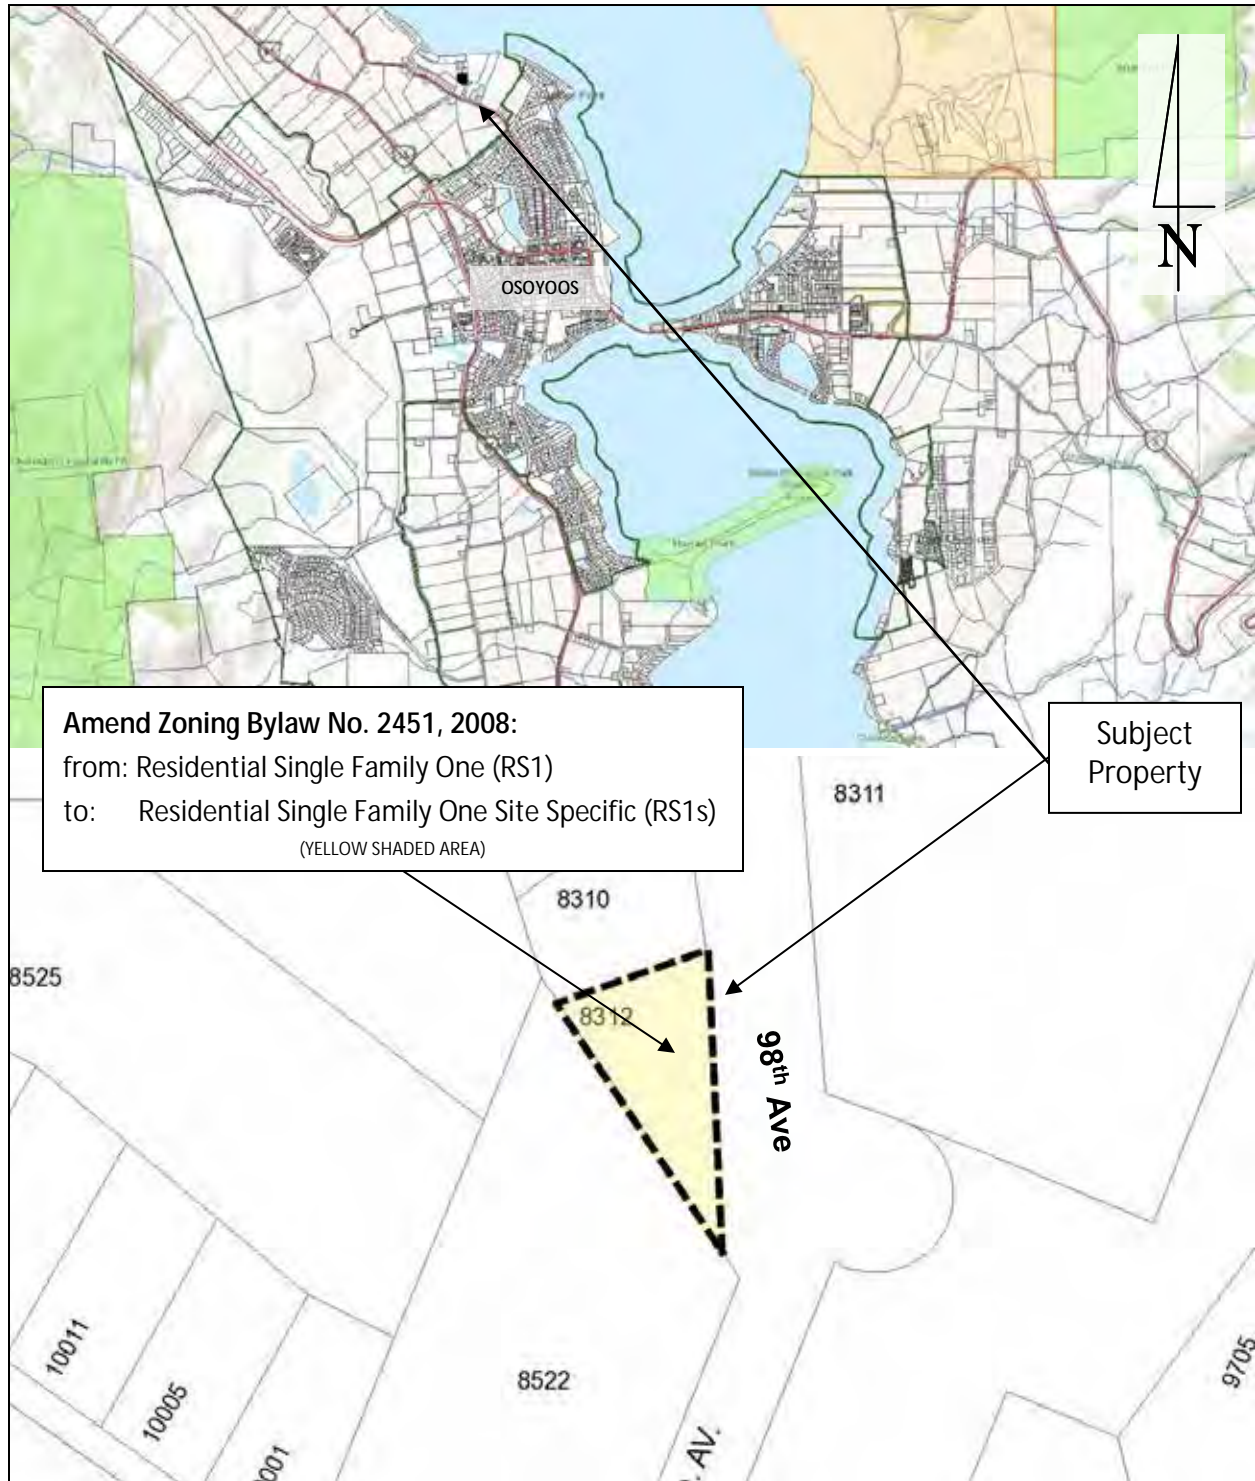 N
OSOYOOS
Amend Zoning Bylaw No. 2451, 2008:
from: Residential Single Family One (RS1)
to: Residential Single Family One Site Specific (RS1s)
(YELLOW SHADED AREA)
Subject
Property
8311
8310
8525
8312
98th Ave
10011
10005
0001
8522
AV.
9705